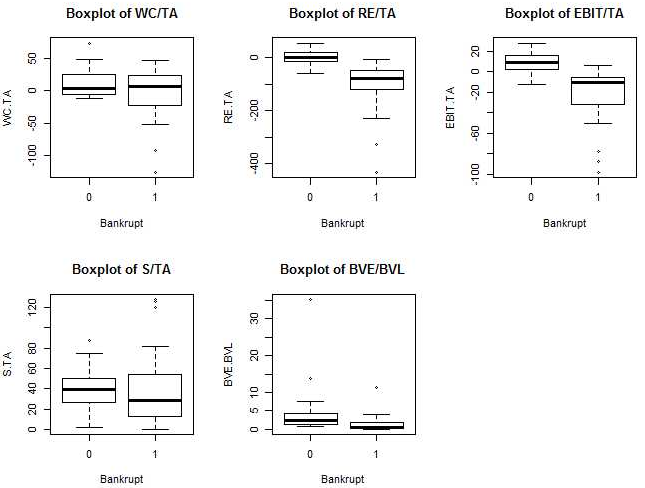 Boxplot of WC/TA
WC.TA
50
0
-50
-100
0 1
Bankrupt
Boxplot of RE/TA
RE.TA
0
-200
-400
0 1
Bankrupt
Boxplot of EBIT/TA
EBIT.TA
20
0
-20
-60
-100
0 1
Bankrupt
Boxplot of S/TA
S.TA
120
80
60
40
20
0
0 1
Bankrupt
Boxplot of BVE/BVL
BVE.BVL
30
20
10
5
0
0 1
Bankrupt